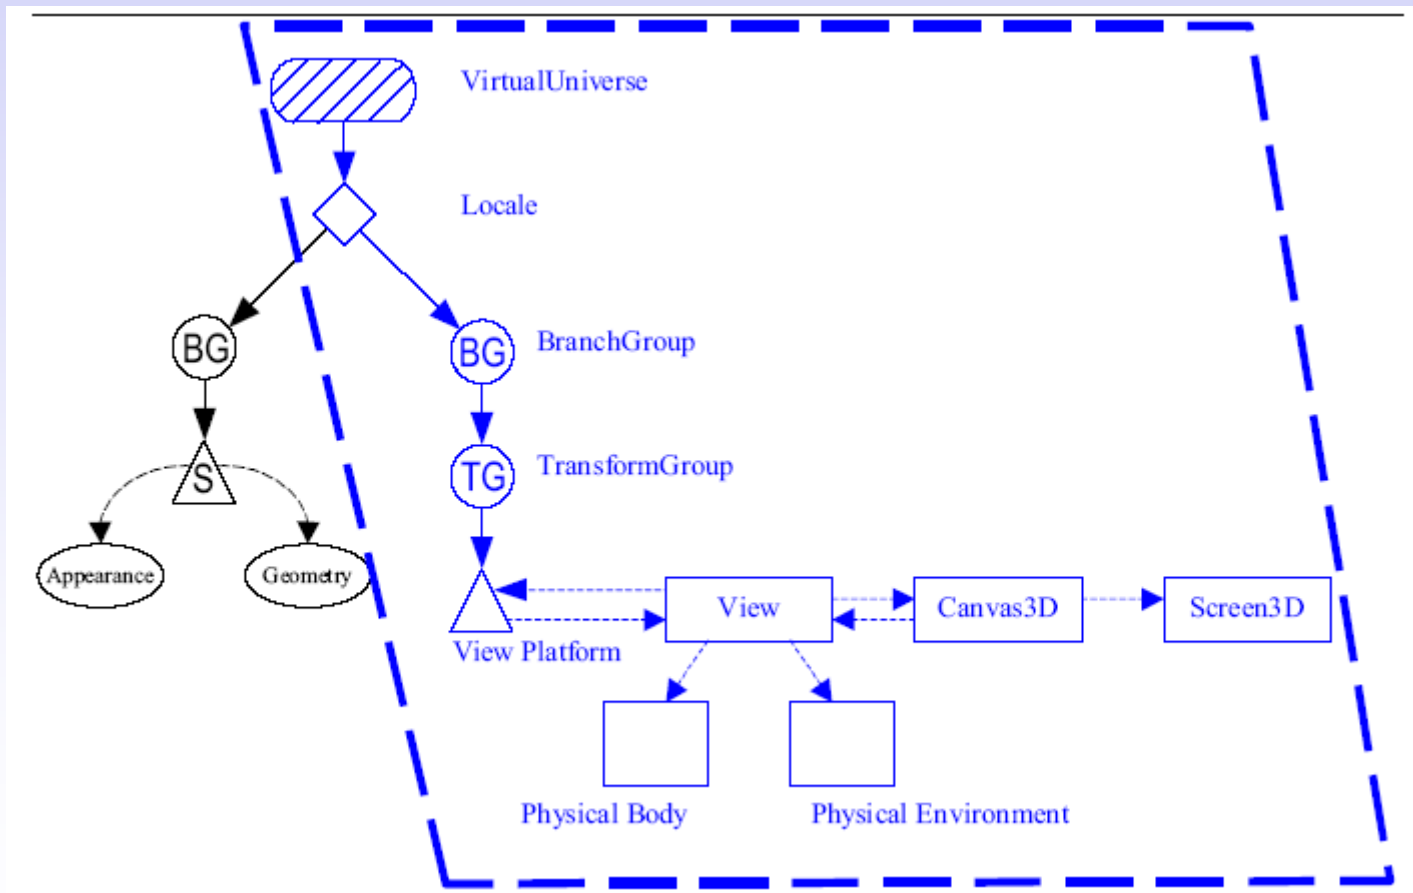 VirtualUniverse
Locale
BG
BG
BranchGroup
S
TG
TransformGroup
Appearance
Geometry
View Platform
View
Canvas3D
Screen3D
Physical Body
Physical Environment